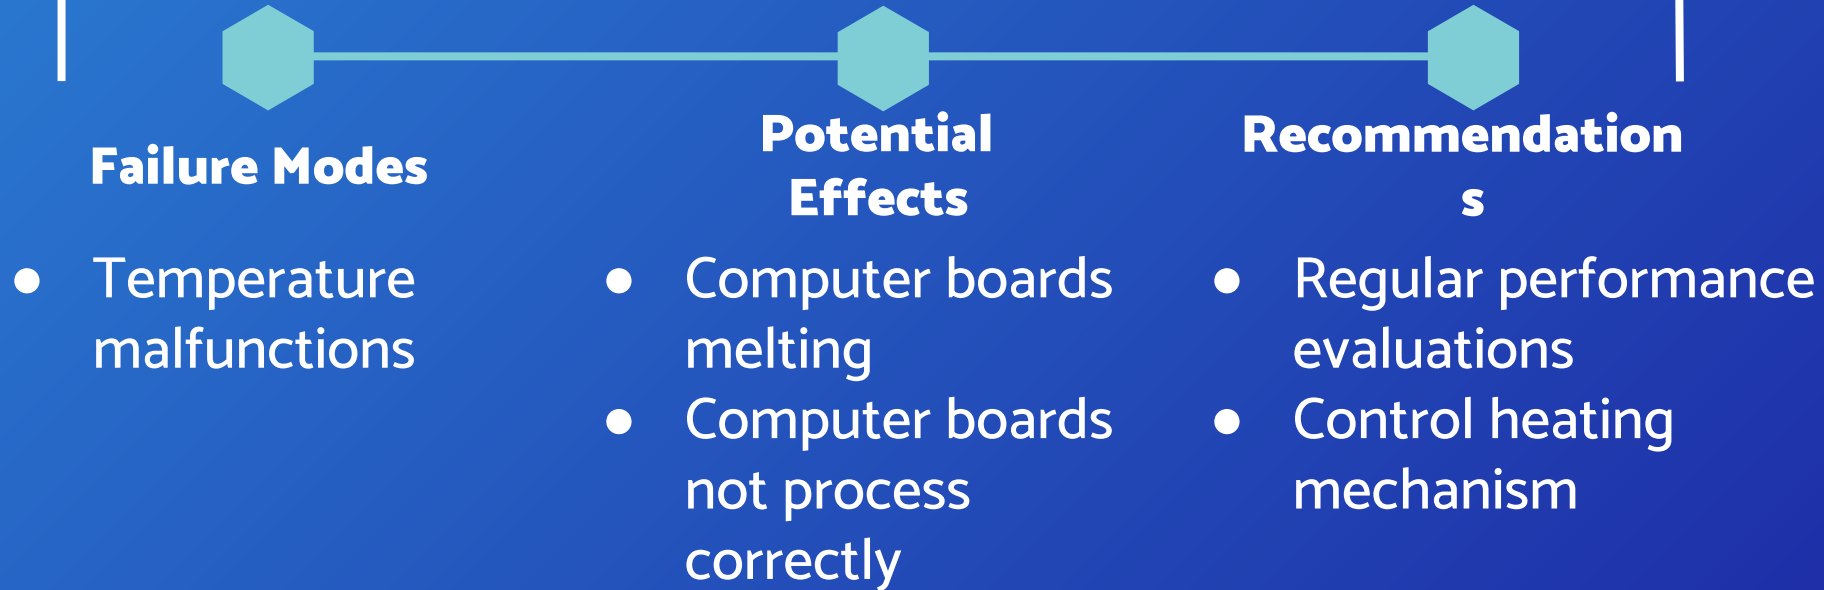 Failure Modes
● Temperature
malfunctions
Potential
Effects
● Computer boards
melting
● Computer boards
not process
correctly
Recommendation
s
● Regular performance
evaluations
● Control heating
mechanism